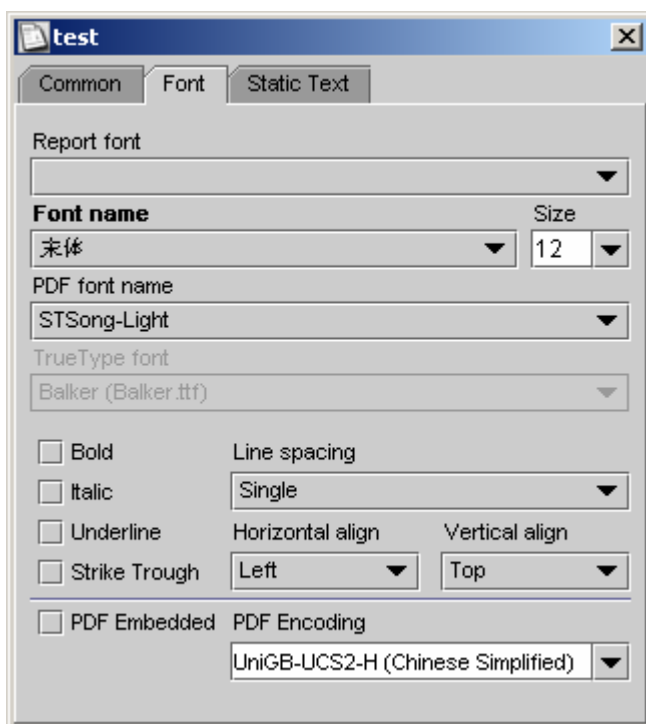 test
Common Font Static Text
Report font
Font name Size
宋体 12
PDF font name
STSong-Light
TrueType font
Balker (Balker.ttf)
Bold Line spacing
Italic Single
Underline Horizontal align Vertical align
Strike Trough Left Top
PDF Embedded PDF Encoding
UniGB-UCS2-H (Chinese Simplified)